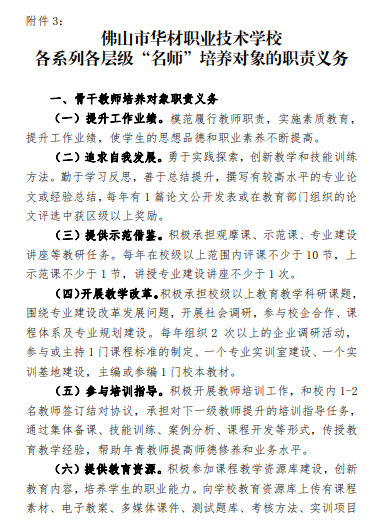 附件 3：
佛山市华材职业技术学校
各系列各层级“名师”培养对象的职责义务
一、骨干教师培养对象职责义务
（一）提升工作业绩。模范履行教师职责，实施素质教育，
提升工作业绩，使学生的思想品德和职业素养不断提高。
（二）追求自我发展。勇于实践探索，创新教学和技能训练
方法。勤于学习反思，善于总结提升，撰写有较高水平的专业论
文或经验总结，每年有 1 篇论文公开发表或在教育部门组织的论
文评选中获区级以上奖励。
（三）提供示范借鉴。积极承担观摩课、示范课、专业建设
讲座等教研任务。每年在校级以上范围内评课不少于 10 节，上
示范课不少于 1 节，讲授专业建设讲座不少于 1 次。
（四）开展教学改革。积极承担校级以上教育教学科研课题，
围绕专业建设改革发展问题，开展社会调研，参与校企合作、课
程体系及专业规划建设。每年组织 2 次以上的企业调研活动，
参与或主持 1 门课程标准的制定、一个专业实训室建设、一个实
训基地建设，主编或参编 1 门校本教材。
（五）参与培训指导。积极开展教师培训工作，和校内 1-2
名教师签订结对协议，承担对下一级教师提升的培训指导任务，
通过集体备课、技能训练、案例分析、课程开发等形式，传授教
育教学经验，帮助年青教师提高师德修养和业务水平。
（六）提供教育资源。积极参加课程教学资源库建设，创新
教育内容，培养学生的职业能力。向学校教育资源库上传有课程
素材、电子教案、多媒体课件、测试题库、考核方法、实训项目